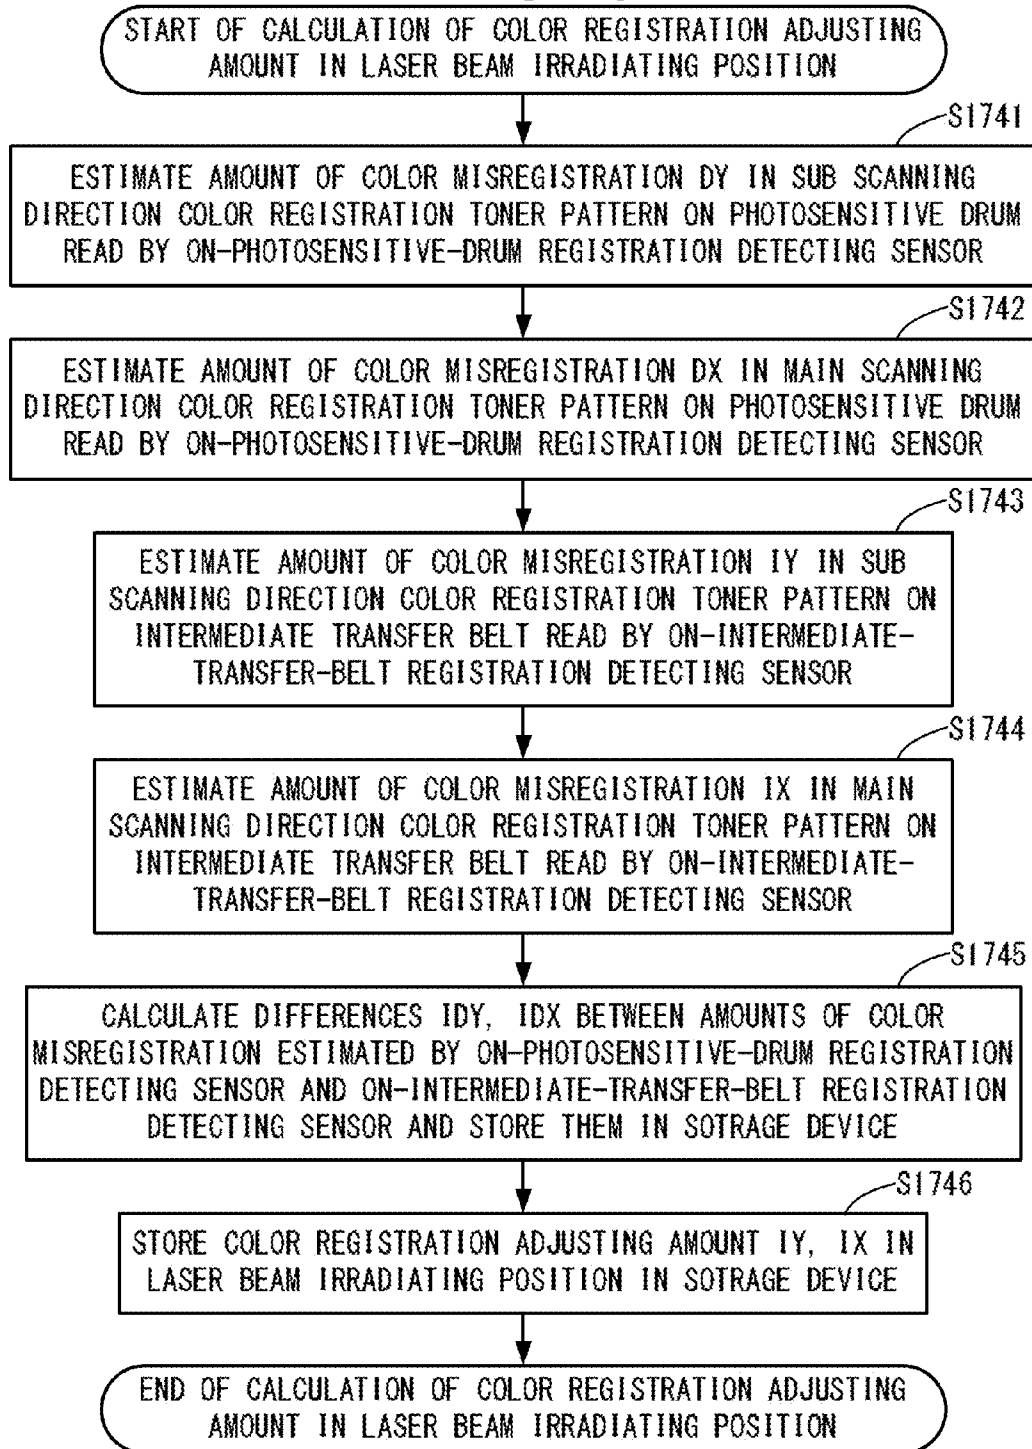 START OF CALCULATION OF COLOR REGISTRATION ADJUSTING
AMOUNT IN LASER BEAM IRRADIATING POSITION
S1741
ESTIMATE AMOUNT OF COLOR MISREGISTRATION DY IN SUB SCANNING
DIRECTION COLOR REGISTRATION TONER PATTERN ON PHOTOSENSITIVE DRUM
READ BY ON-PHOTOSENSITIVE-DRUM REGISTRATION DETECTING SENSOR
S1742
ESTIMATE AMOUNT OF COLOR MISREGISTRATION DX IN MAIN SCANNING
DIRECTION COLOR REGISTRATION TONER PATTERN ON PHOTOSENSITIVE DRUM
READ BY ON-PHOTOSENSITIVE-DRUM REGISTRATION DETECTING SENSOR
S1743
ESTIMATE AMOUNT OF COLOR MISREGISTRATION IY IN SUB
SCANNING DIRECTION COLOR REGISTRATION TONER PATTERN ON
INTERMEDIATE TRANSFER BELT READ BY ON-INTERMEDIATE-
TRANSFER-BELT REGISTRATION DETECTING SENSOR
S1744
ESTIMATE AMOUNT OF COLOR MISREGISTRATION IX IN MAIN
SCANNING DIRECTION COLOR REGISTRATION TONER PATTERN ON
INTERMEDIATE TRANSFER BELT READ BY ON-INTERMEDIATE-
TRANSFER-BELT REGISTRATION DETECTING SENSOR
S1745
CALCULATE DIFFERENCES IDY, IDX BETWEEN AMOUNTS OF COLOR
MISREGISTRATION ESTIMATED BY ON-PHOTOSENSITIVE-DRUM REGISTRATION
DETECTING SENSOR AND ON-INTERMEDIATE-TRANSFER-BELT REGISTRATION
DETECTING SENSOR AND STORE THEM IN SOTRAGE DEVICE
S1746
STORE COLOR REGISTRATION ADJUSTING AMOUNT IY, IX IN
LASER BEAM IRRADIATING POSITION IN SOTRAGE DEVICE
END OF CALCULATION OF COLOR REGISTRATION ADJUSTING
AMOUNT IN LASER BEAM IRRADIATING POSITION